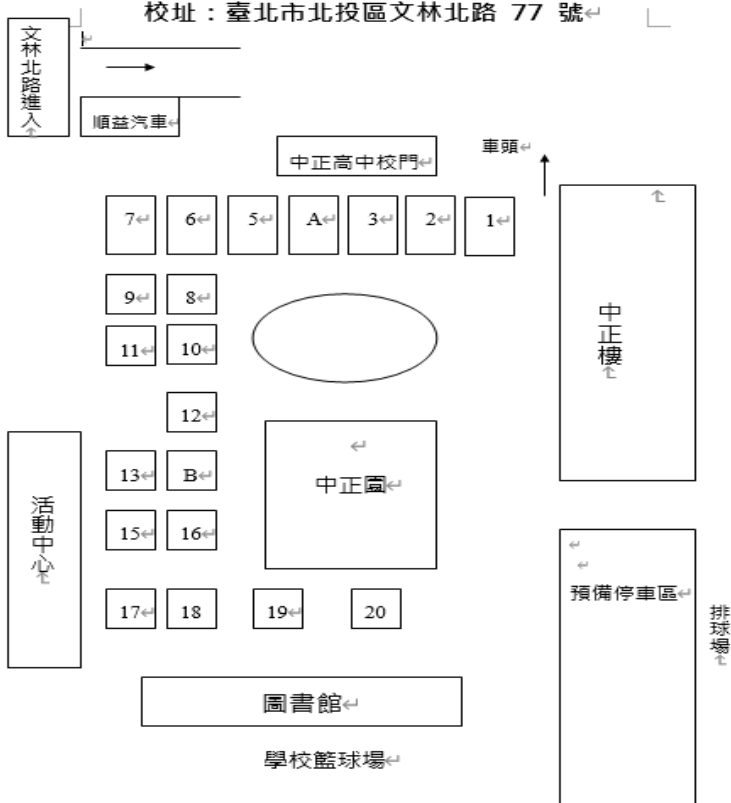 校址：臺北市北投區文林北路 77 號
文林北路進入
順益汽車
中正高中校門
車頭
7 6 5 A 3 2 1
9 8
11 10
12
13 B
15 16
17 18 19 20
中正樓
中正園
活動中心
預備停車區
排球場
圖書館
學校籃球場